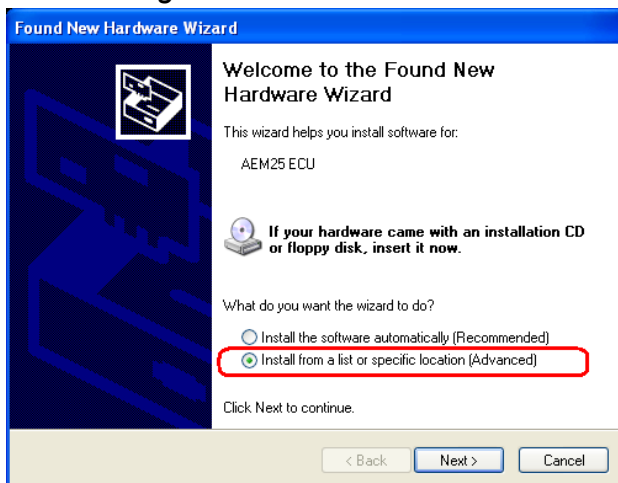 Found New Hardware Wizard
Welcome to the Found New
Hardware Wizard
This wizard helps you install software for:
AEM25 ECU
If your hardware came with an installation CD
or floppy disk, insert it now.
What do you want the wizard to do?
Install the software automatically (Recommended)
Install from a list or specific location (Advanced)
Click Next to continue.
< Back
Next >
Cancel